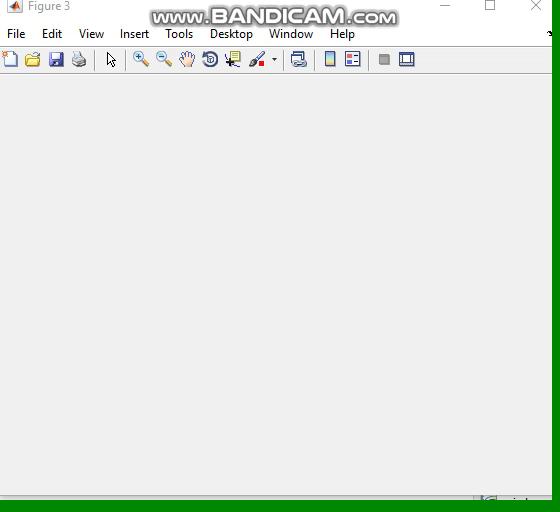 Figure 3
www.BANDICAM.com
File Edit View Insert Tools Desktop Window Help